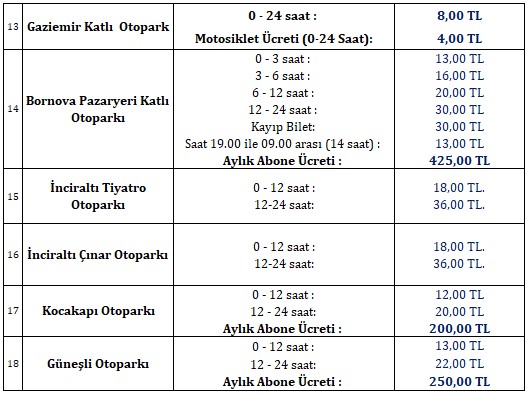 13 Gaziemir Katlı Otopark 0 - 24 saat : 8,00 TL
Motosiklet Ücreti (0-24 Saat): 4,00 TL
14 Bornova Pazaryeri Katlı Otoparkı 0 - 3 saat : 13,00 TL
3 - 6 saat : 16,00 TL
6 - 12 saat : 20,00 TL
12 - 24 saat : 30,00 TL
Kayıp Bilet: 30,00 TL
Saat 19.00 ile 09.00 arası (14 saat) : 13,00 TL
Aylık Abone Ücreti : 425,00 TL
15 İnciraltı Tiyatro Otoparkı 0 - 12 saat : 18,00 TL.
12-24 saat: 36,00 TL.
16 İnciraltı Çınar Otoparkı 0 - 12 saat : 18,00 TL.
12-24 saat: 36,00 TL.
17 Kocakapı Otoparkı 0 - 12 saat : 12,00 TL
12 - 24 saat: 20,00 TL
Aylık Abone Ücreti : 200,00 TL
18 Güneşli Otoparkı 0 - 12 saat : 13,00 TL
12 - 24 saat : 22,00 TL
Aylık Abone Ücreti : 250,00 TL